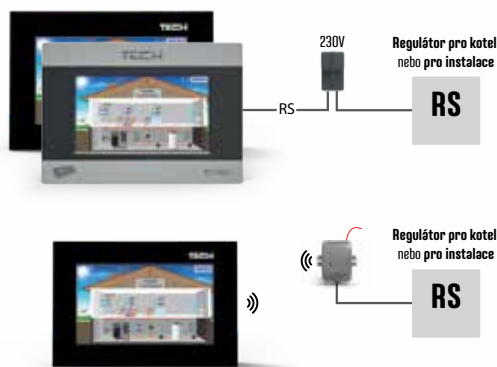 TECH
TECH
230V
Regulátor pro kotel
nebo pro instalace
RS
RS
TECH
Regulátor pro kotel
nebo pro instalace
RS